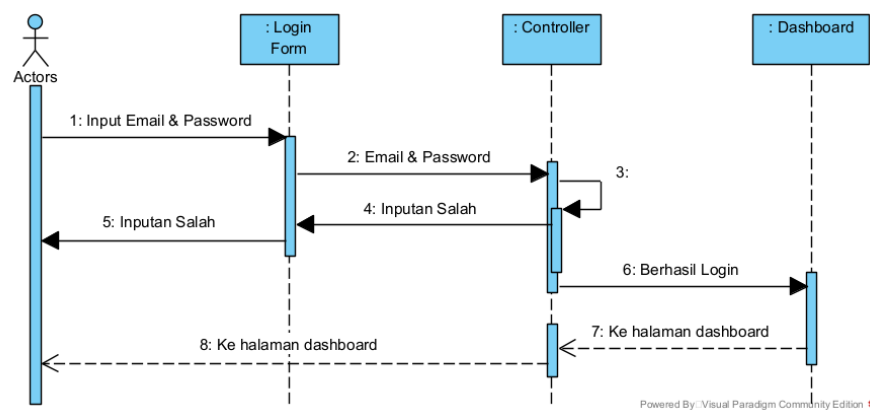 : Login
Form
: Controller
: Dashboard
Actors
1: Input Email & Password
2: Email & Password
3:
4: Inputan Salah
5: Inputan Salah
6: Berhasil Login
7: Ke halaman dashboard
8: Ke halaman dashboard
Powered By Visual Paradigm Community Edition